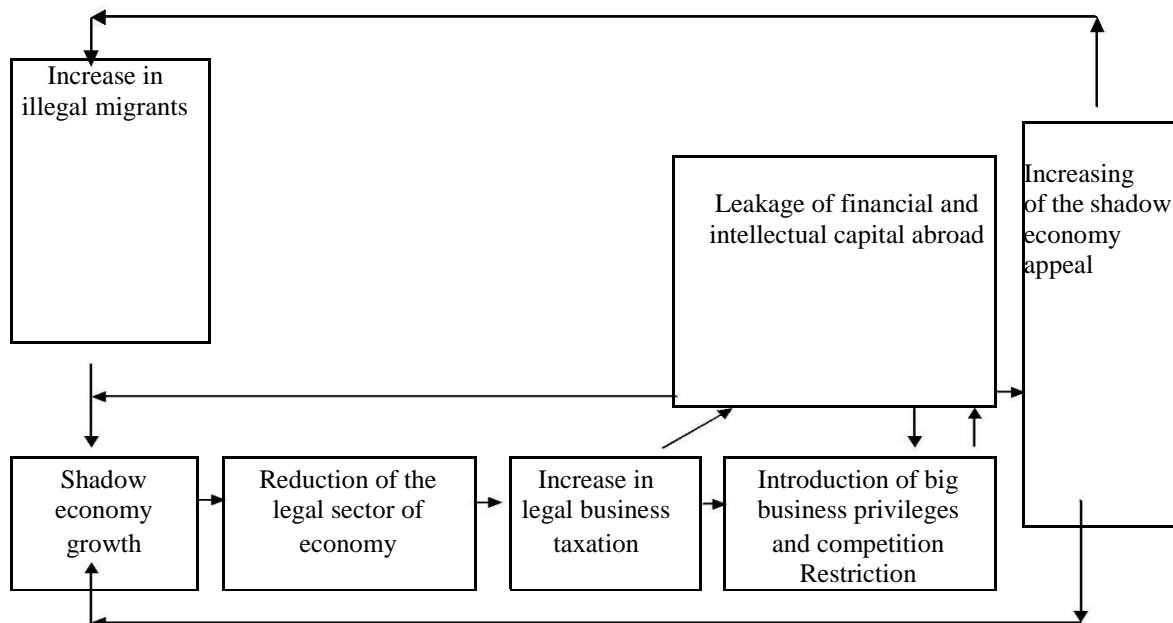 Increase in
illegal migrants
Leakage of financial and
intellectual capital abroad
Increasing
of the shadow
economy
appeal
Shadow
economy
growth
Reduction of the
legal sector of
economy
Increase in
legal business
taxation
Introduction of big
business privileges
and competition
Restriction